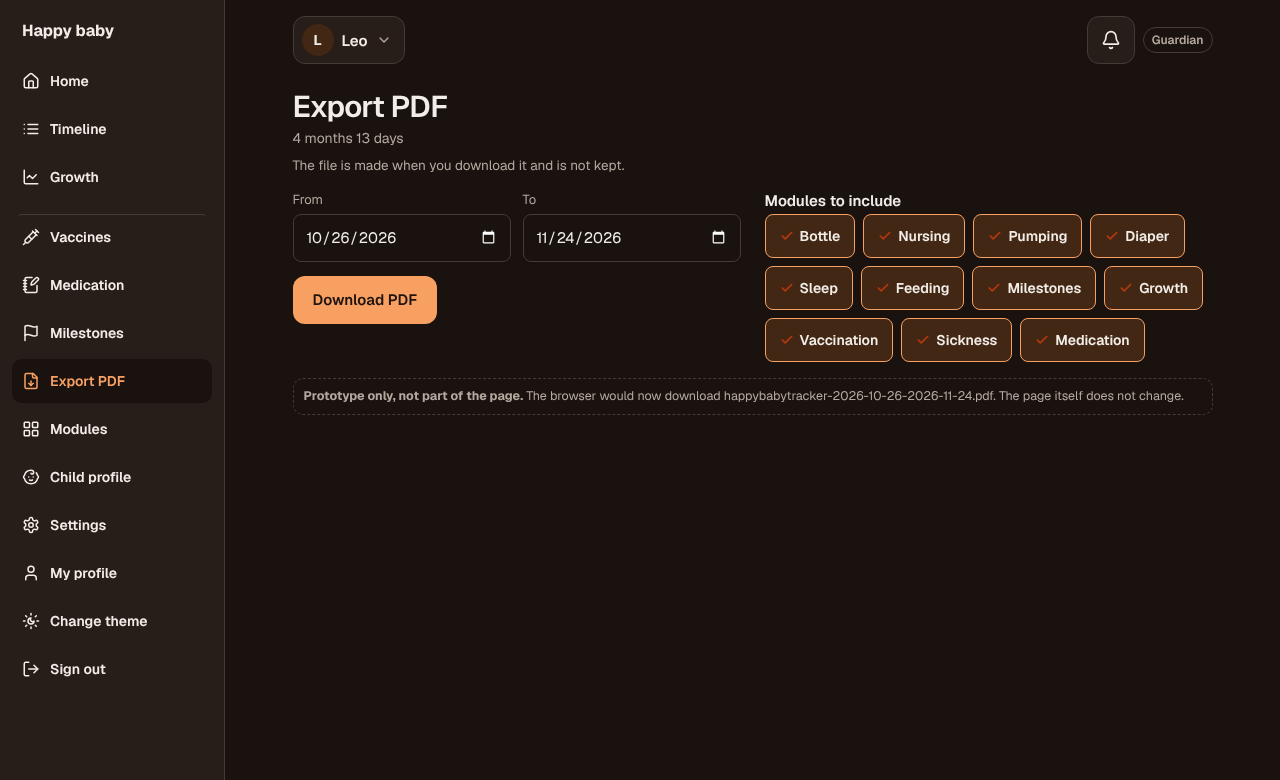 Happy baby
Home
Timeline
Growth
Vaccines
Medication
Milestones
Export PDF
Modules
Child profile
Settings
My profile
Change theme
Sign out
L Leo
Guardian
Export PDF
4 months 13 days
The file is made when you download it and is not kept.
From To
10/26/2026 11/24/2026
Download PDF
Modules to include
Bottle Nursing Pumping Diaper
Sleep Feeding Milestones Growth
Vaccination Sickness Medication
Prototype only, not part of the page. The browser would now download happybabytracker-2026-10-26-2026-11-24.pdf. The page itself does not change.